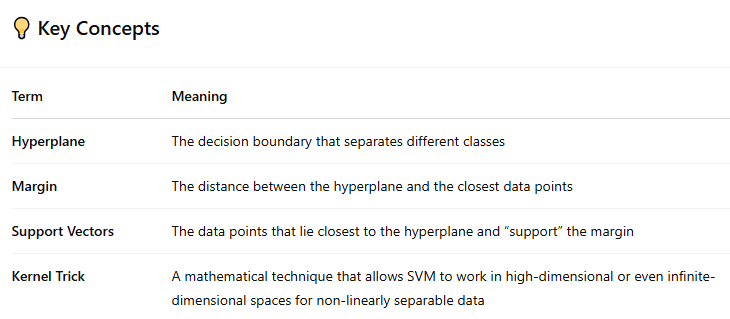 💡 Key Concepts
Term Meaning
Hyperplane The decision boundary that separates different classes
Margin The distance between the hyperplane and the closest data points
Support Vectors The data points that lie closest to the hyperplane and “support” the margin
Kernel Trick A mathematical technique that allows SVM to work in high-dimensional or even infinite-
dimensional spaces for non-linearly separable data